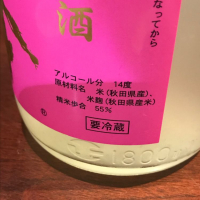 なってから
酒
アルコール分 14度
原材料名 米(秋田県産)、
米麹(秋田県産米)
精米歩合 55%
要冷蔵
1800